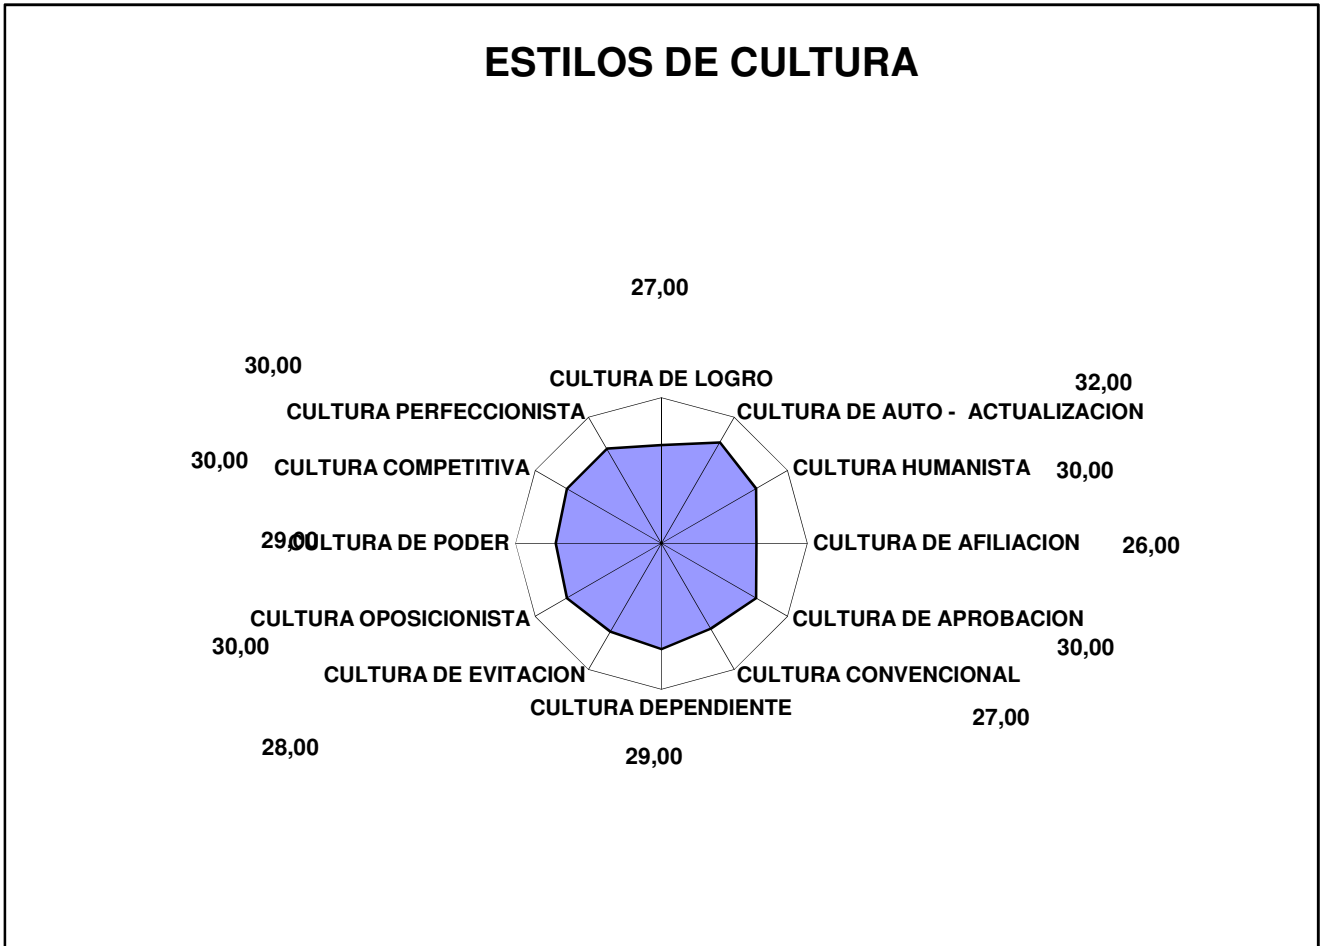 ESTILOS DE CULTURA
27,00
30,00
CULTURA DE LOGRO
32,00
CULTURA PERFECCIONISTA
CULTURA DE AUTO -  ACTUALIZACION
30,00
CULTURA COMPETITIVA
CULTURA HUMANISTA
30,00
29,00
CULTURA DE PODER
CULTURA DE AFILIACION
26,00
CULTURA OPOSICIONISTA
CULTURA DE APROBACION
30,00
30,00
CULTURA DE EVITACION
CULTURA CONVENCIONAL
CULTURA DEPENDIENTE
27,00
28,00
29,00